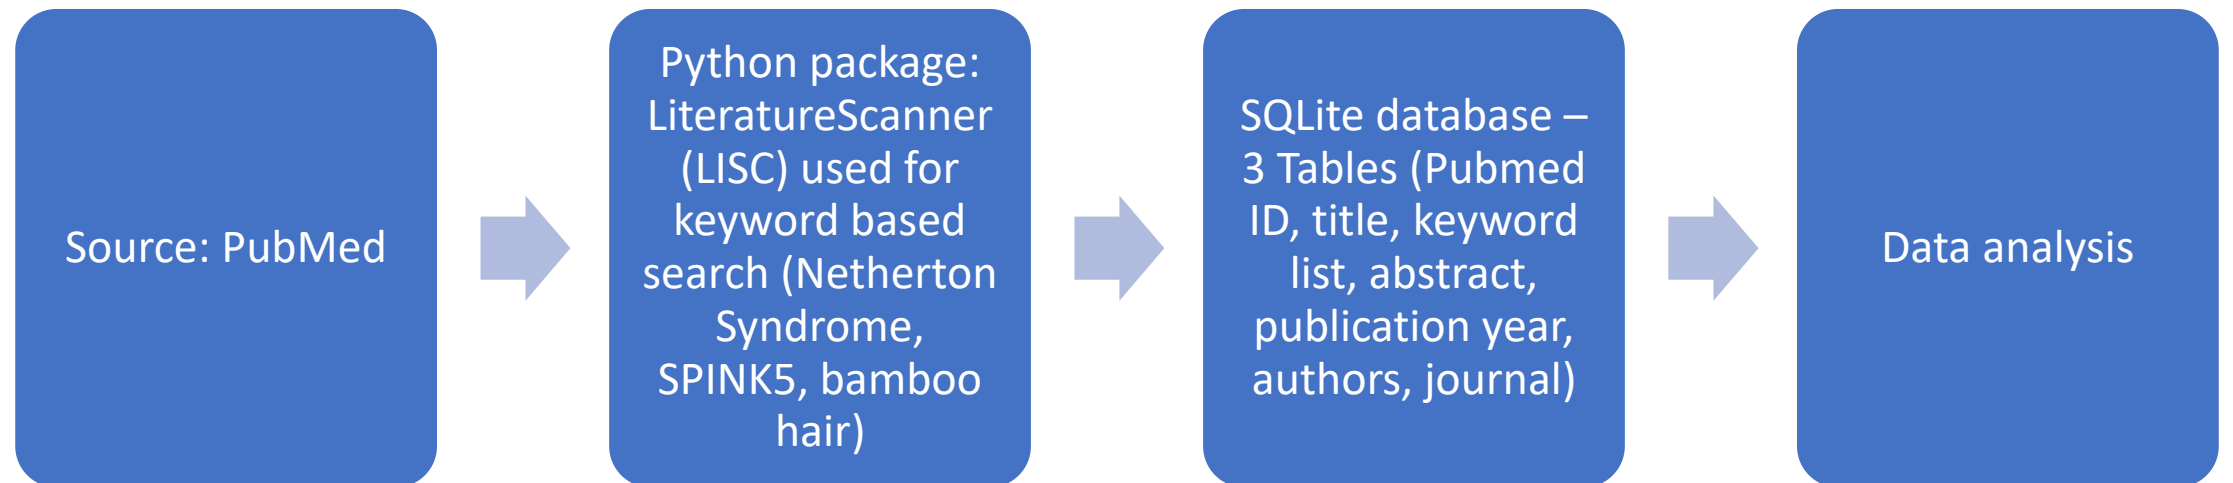 Source: PubMed
Python package:
LiteratureScanner
(LISC) used for
keyword based
search (Netherton
Syndrome,
SPINK5, bamboo
hair)
SQLite database –
3 Tables (Pubmed
ID, title, keyword
list, abstract,
publication year,
authors, journal)
Data analysis